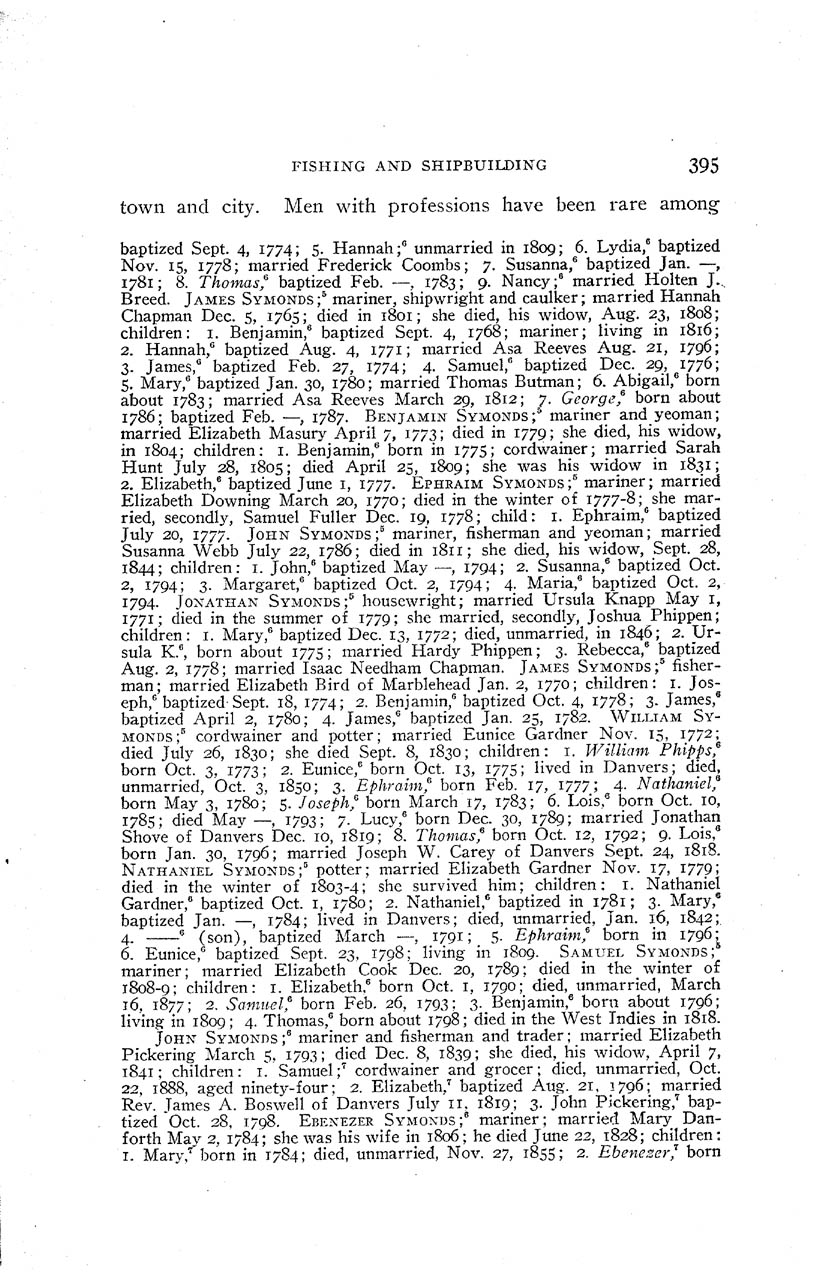 FISHING AND SHIPBUILDING 395
town and city. Men with professions have been rare among
baptized Sept. 4, 1774; 5. Hannah;⁶ unmarried in 1809; 6. Lydia,⁶ baptized
Nov. 15, 1778; married Frederick Coombs; 7. Susanna,⁶ baptized Jan. —,
1781; 8. Thomas,⁶ baptized Feb. —, 1783; 9. Nancy;⁶ married Holten J.
Breed. JAMES SYMONDS;⁵ mariner, shipwright and caulker; married Hannah
Chapman Dec. 5, 1765; died in 1801; she died, his widow, Aug. 23, 1808;
children: 1. Benjamin,⁶ baptized Sept. 4, 1768; mariner; living in 1816;
2. Hannah,⁶ baptized Aug. 4, 1771; married Asa Reeves Aug. 21, 1796;
3. James,⁶ baptized Feb. 27, 1774; 4. Samuel,⁶ baptized Dec. 29, 1776;
5. Mary,⁶ baptized Jan. 30, 1780; married Thomas Butman; 6. Abigail,⁶ born
about 1783; married Asa Reeves March 29, 1812; 7. George,⁶ born about
1786; baptized Feb. —, 1787. BENJAMIN SYMONDS;⁵ mariner and yeoman;
married Elizabeth Masury April 7, 1773; died in 1779; she died, his widow,
in 1804; children: 1. Benjamin,⁶ born in 1775; cordwainer; married Sarah
Hunt July 28, 1805; died April 25, 1809; she was his widow in 1831;
2. Elizabeth,⁶ baptized June 1, 1777. EPHRAIM SYMONDS;⁵ mariner; married
Elizabeth Downing March 20, 1770; died in the winter of 1777-8; she mar-
ried, secondly, Samuel Fuller Dec. 19, 1778; child: 1. Ephraim,⁶ baptized
July 20, 1777. JOHN SYMONDS;⁵ mariner, fisherman and yeoman; married
Susanna Webb July 22, 1786; died in 1811; she died, his widow, Sept. 28,
1844; children: 1. John,⁶ baptized May —, 1794; 2. Susanna,⁶ baptized Oct.
2, 1794; 3. Margaret,⁶ baptized Oct. 2, 1794; 4. Maria,⁶ baptized Oct. 2,
1794. JONATHAN SYMONDS;⁵ housewright; married Ursula Knapp May 1,
1771; died in the summer of 1779; she married, secondly, Joshua Phippen;
children: 1. Mary,⁶ baptized Dec. 13, 1772; died, unmarried, in 1846; 2. Ur-
sula K.⁶, born about 1775; married Hardy Phippen; 3. Rebecca,⁶ baptized
Aug. 2, 1778; married Isaac Needham Chapman. JAMES SYMONDS;⁵ fisher-
man; married Elizabeth Bird of Marblehead Jan. 2, 1770; children: 1. Jos-
eph,⁶ baptized Sept. 18, 1774; 2. Benjamin,⁶ baptized Oct. 4, 1778; 3. James,⁶
baptized April 2, 1780; 4. James,⁶ baptized Jan. 25, 1782. WILLIAM SY-
MONDS;⁵ cordwainer and potter; married Eunice Gardner Nov. 15, 1772;
died July 26, 1830; she died Sept. 8, 1830; children: 1. William Phipps,⁶
born Oct. 3, 1773; 2. Eunice,⁶ born Oct. 13, 1775; lived in Danvers; died,
unmarried, Oct. 3, 1850; 3. Ephraim,⁶ born Feb. 17, 1777; 4. Nathaniel,⁶
born May 3, 1780; 5. Joseph,⁶ born March 17, 1783; 6. Lois,⁶ born Oct. 10,
1785; died May —, 1793; 7. Lucy,⁶ born Dec. 30, 1789; married Jonathan
Shove of Danvers Dec. 10, 1819; 8. Thomas,⁶ born Oct. 12, 1792; 9. Lois,⁶
born Jan. 30, 1796; married Joseph W. Carey of Danvers Sept. 24, 1818.
NATHANIEL SYMONDS;⁵ potter; married Elizabeth Gardner Nov. 17, 1779;
died in the winter of 1803-4; she survived him; children: 1. Nathaniel
Gardner,⁶ baptized Oct. 1, 1780; 2. Nathaniel,⁶ baptized in 1781; 3. Mary,⁶
baptized Jan. —, 1784; lived in Danvers; died, unmarried, Jan. 16, 1842;
4. ——⁶ (son), baptized March —, 1791; 5. Ephraim,⁶ born in 1796;
6. Eunice,⁶ baptized Sept. 23, 1798; living in 1809. SAMUEL SYMONDS;⁵
mariner; married Elizabeth Cook Dec. 20, 1789; died in the winter of
1808-9; children: 1. Elizabeth,⁶ born Oct. 1, 1790; died, unmarried, March
16, 1877; 2. Samuel,⁶ born Feb. 26, 1793; 3. Benjamin,⁶ born about 1796;
living in 1809; 4. Thomas,⁶ born about 1798; died in the West Indies in 1818.
JOHN SYMONDS;⁶ mariner and fisherman and trader; married Elizabeth
Pickering March 5, 1793; died Dec. 8, 1839; she died, his widow, April 7,
1841; children: 1. Samuel;⁷ cordwainer and grocer; died, unmarried, Oct.
22, 1888, aged ninety-four; 2. Elizabeth,⁷ baptized Aug. 21, 1796; married
Rev. James A. Boswell of Danvers July 11, 1819; 3. John Pickering,⁷ bap-
tized Oct. 28, 1798. EBENEZER SYMONDS;⁶ mariner; married Mary Dan-
forth May 2, 1784; she was his wife in 1806; he died June 22, 1828; children:
1. Mary,⁷ born in 1784; died, unmarried, Nov. 27, 1855; 2. Ebenezer,⁷ born